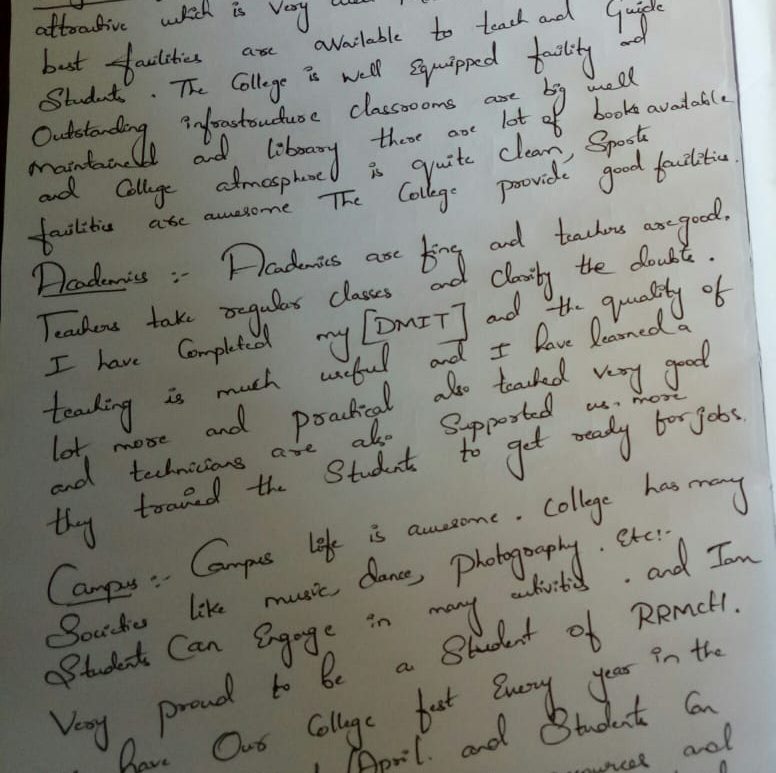 attractive which is Very
best facilities are available to teach and Guide
Students. The College is well Equipped facility and
Outstanding infrastructure classrooms are big well
maintained and library there are lot of books available
and College atmosphere is quite clean, Sports
facilities are awesome The College provide good facilities.
Academics :- Academics are fine and teachers are good.
Teachers take regular classes and clarify the doubts.
I have Completed my [DMIT] and the quality of
teaching is much useful and I have learned a
lot more and practical also teached very good
and technicians are also Supported us. more
they trained the Students to get ready for jobs.
Campus :- Campus life is awesome. College has many
Societies like music, dance, photography. Etc:-
Students Can Engage in many activities. and I am
Very proud to be a Student of RRMCH.
have Our College fest Every year in the
April. and Students Can
and